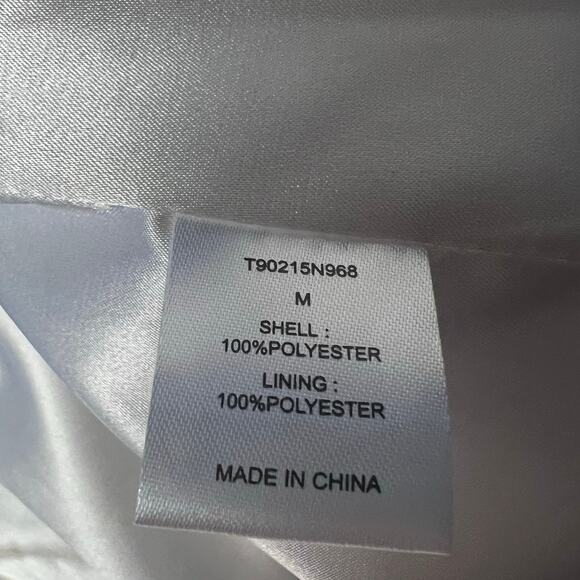 T90215N968
M
SHELL :
100%POLYESTER
LINING :
100%POLYESTER
MADE IN CHINA